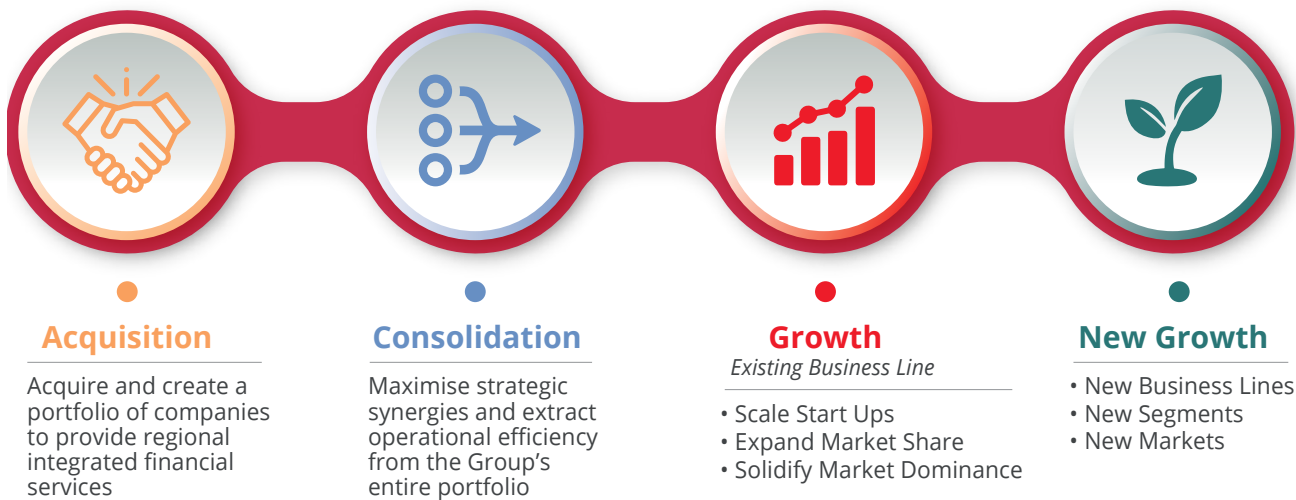 Acquisition
Acquire and create a
portfolio of companies
to provide regional
integrated financial
services
Consolidation
Maximise strategic
synergies and extract
operational efficiency
from the Group’s
entire portfolio
Growth
Existing Business Line
• Scale Start Ups
• Expand Market Share
• Solidify Market Dominance
New Growth
• New Business Lines
• New Segments
• New Markets